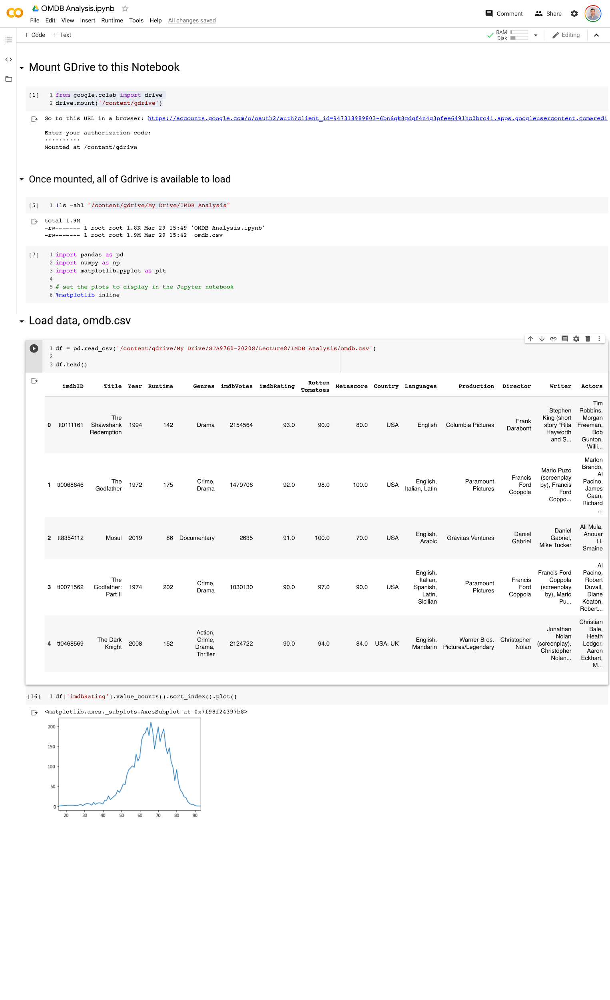 OMDB Analysis.ipynb
File Edit View Insert Runtime Tools Help All changes saved
Comment Share
+ Code + Text
RAM
Disk
Editing
Mount GDrive to this Notebook
[1]
1 from google.colab import drive
2 drive.mount('/content/gdrive')
Go to this URL in a browser: https://accounts.google.com/o/oauth2/auth?client_id=947318989803-6bn6qk8qdgf4n4g3pfee6491hc0brc4i.apps.googleusercontent.com&redi
Enter your authorization code:
··········
Mounted at /content/gdrive
Once mounted, all of Gdrive is available to load
[5] 1 !ls -ahl "/content/gdrive/My Drive/IMDB Analysis"
total 1.9M
-rw------- 1 root root 1.8K Mar 29 15:49 'OMDB Analysis.ipynb'
-rw------- 1 root root 1.9M Mar 29 15:42  omdb.csv
[7] 1 import pandas as pd
2 import numpy as np
3 import matplotlib.pyplot as plt
4
5 # set the plots to display in the Jupyter notebook
6 %matplotlib inline
Load data, omdb.csv
1 df = pd.read_csv('/content/gdrive/My Drive/STA9760-2020S/Lecture8/IMDB Analysis/omdb.csv')
2
3 df.head()
imdbID Title Year Runtime Genres imdbVotes imdbRating Rotten Tomatoes Metascore Country Languages Production Director Writer Actors
0 tt0111161 The Shawshank Redemption 1994 142 Drama 2154564 93.0 90.0 80.0 USA English Columbia Pictures Frank Darabont Stephen King (short story "Rita Hayworth and S... Tim Robbins, Morgan Freeman, Bob Gunton, Willi...
1 tt0068646 The Godfather 1972 175 Crime, Drama 1479706 92.0 98.0 100.0 USA English, Italian, Latin Paramount Pictures Francis Ford Coppola Mario Puzo (screenplay by), Francis Ford Coppo... Marlon Brando, Al Pacino, James Caan, Richard ...
2 tt8354112 Mosul 2019 86 Documentary 2635 91.0 100.0 70.0 USA English, Arabic Gravitas Ventures Daniel Gabriel Daniel Gabriel, Mike Tucker Ali Mula, Anouar H. Smaine
3 tt0071562 The Godfather: Part II 1974 202 Crime, Drama 1030130 90.0 97.0 90.0 USA English, Italian, Spanish, Latin, Sicilian Paramount Pictures Francis Ford Coppola Francis Ford Coppola (screenplay by), Mario Pu... Al Pacino, Robert Duvall, Diane Keaton, Robert...
4 tt0468569 The Dark Knight 2008 152 Action, Crime, Drama, Thriller 2124722 90.0 94.0 84.0 USA, UK English, Mandarin Warner Bros. Pictures/Legendary Christopher Nolan Jonathan Nolan (screenplay), Christopher Nolan... Christian Bale, Heath Ledger, Aaron Eckhart, M...
[16] 1 df['imdbRating'].value_counts().sort_index().plot()
<matplotlib.axes._subplots.AxesSubplot at 0x7f98f24397b8>
200
150
100
50
0
20 30 40 50 60 70 80 90